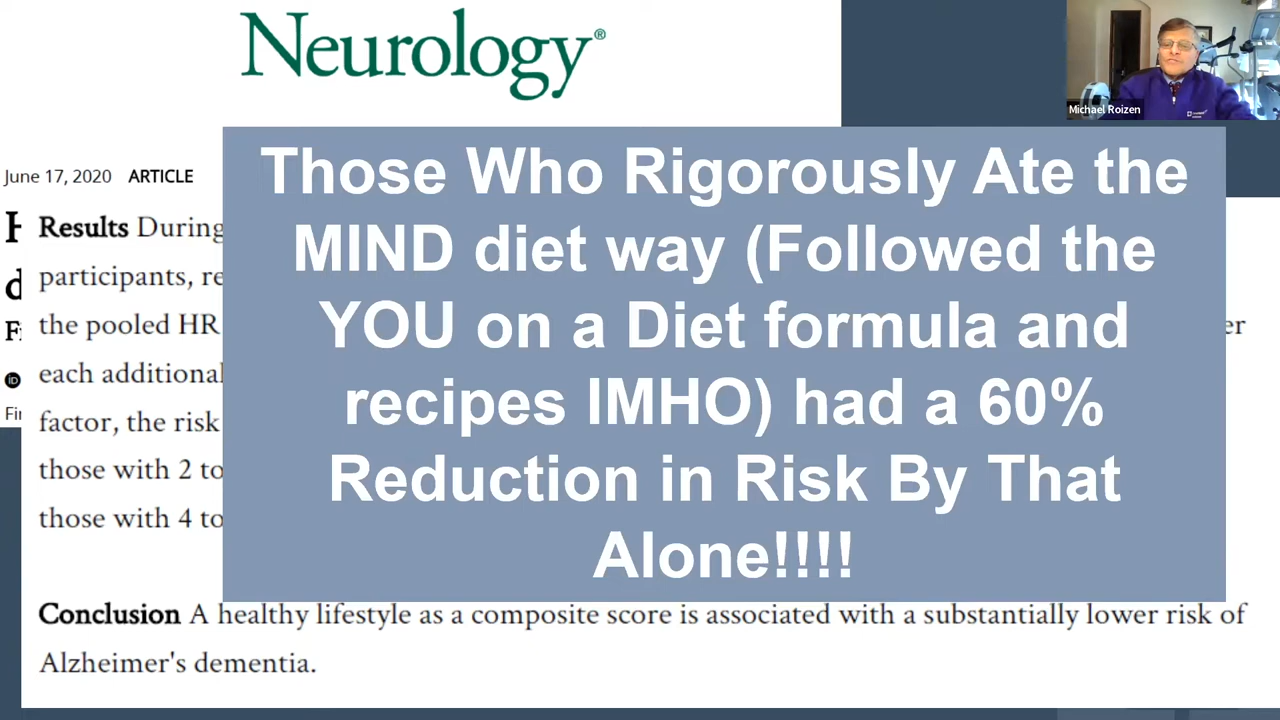 Neurology®
Michael Roizen
June 17, 2020 ARTICLE
Those Who Rigorously Ate the
MIND diet way (Followed the
YOU on a Diet formula and
recipes IMHO) had a 60%
Reduction in Risk By That
Alone!!!!
Results During
participants, re
the pooled HR
er
each additional
factor, the risk
those with 2 to
those with 4 to
Conclusion A healthy lifestyle as a composite score is associated with a substantially lower risk of
Alzheimer's dementia.